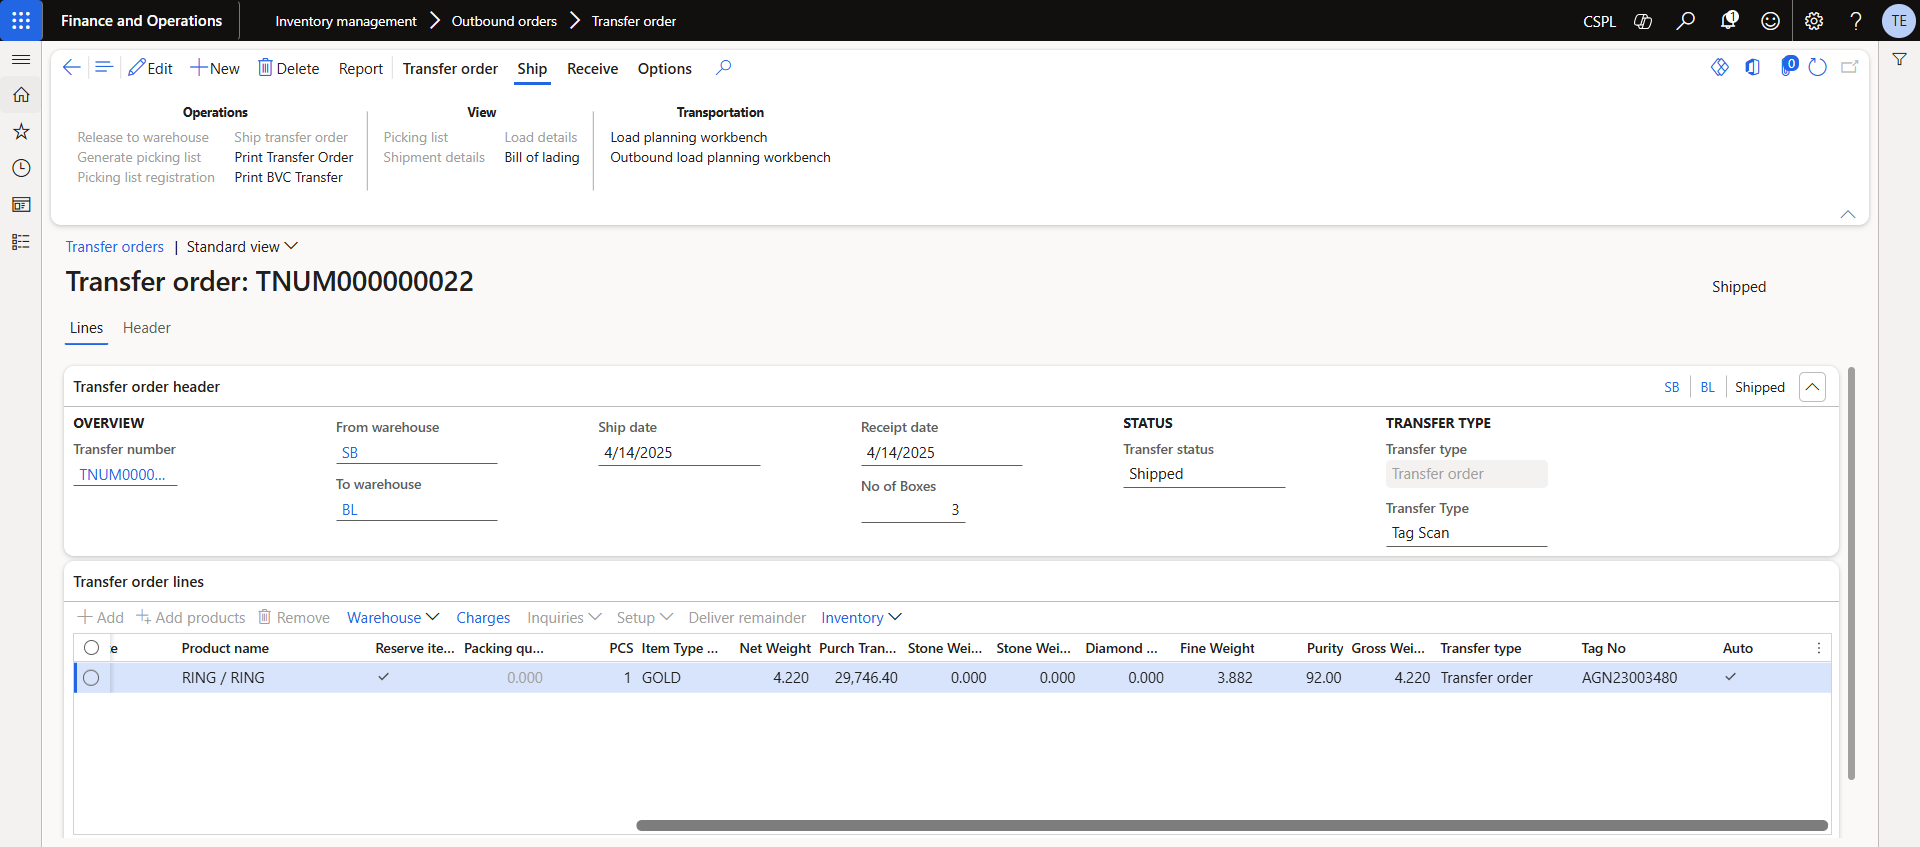 Finance and Operations
Inventory management > Outbound orders > Transfer order
CSPL
1
TE
Edit New Delete Report Transfer order Ship Receive Options
0
Operations View Transportation
Release to warehouse Ship transfer order Picking list Load details Load planning workbench
Generate picking list Print Transfer Order Shipment details Bill of lading Outbound load planning workbench
Picking list registration Print BVC Transfer
Transfer orders | Standard view
Transfer order: TNUM000000022
Shipped
Lines Header
Transfer order header SB BL Shipped
OVERVIEW
Transfer number
TNUM0000...
From warehouse
SB
To warehouse
BL
Ship date
4/14/2025
Receipt date
4/14/2025
No of Boxes
3
STATUS
Transfer status
Shipped
TRANSFER TYPE
Transfer type
Transfer order
Transfer Type
Tag Scan
Transfer order lines
Add Add products Remove Warehouse Charges Inquiries Setup Deliver remainder Inventory
e Product name Reserve ite... Packing qu... PCS Item Type ... Net Weight Purch Tran... Stone Wei... Stone Wei... Diamond ... Fine Weight Purity Gross Wei... Transfer type Tag No Auto
RING / RING 0.000 1 GOLD 4.220 29,746.40 0.000 0.000 0.000 3.882 92.00 4.220 Transfer order AGN23003480